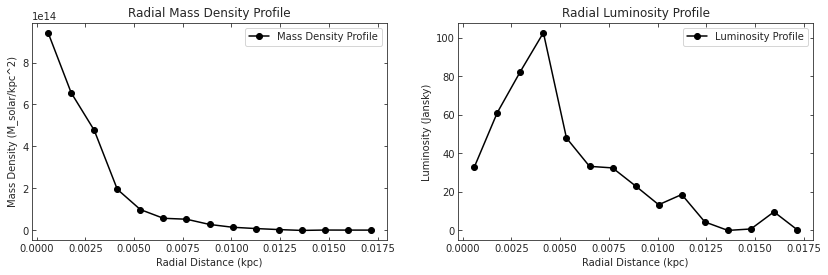 Radial Mass Density Profile
1e14
Mass Density Profile
8
6
4
2
0
Mass Density (M_solar/kpc^2)
0.0000 0.0025 0.0050 0.0075 0.0100 0.0125 0.0150 0.0175
Radial Distance (kpc)
Radial Luminosity Profile
Luminosity Profile
100
80
60
40
20
0
Luminosity (Jansky)
0.0000 0.0025 0.0050 0.0075 0.0100 0.0125 0.0150 0.0175
Radial Distance (kpc)